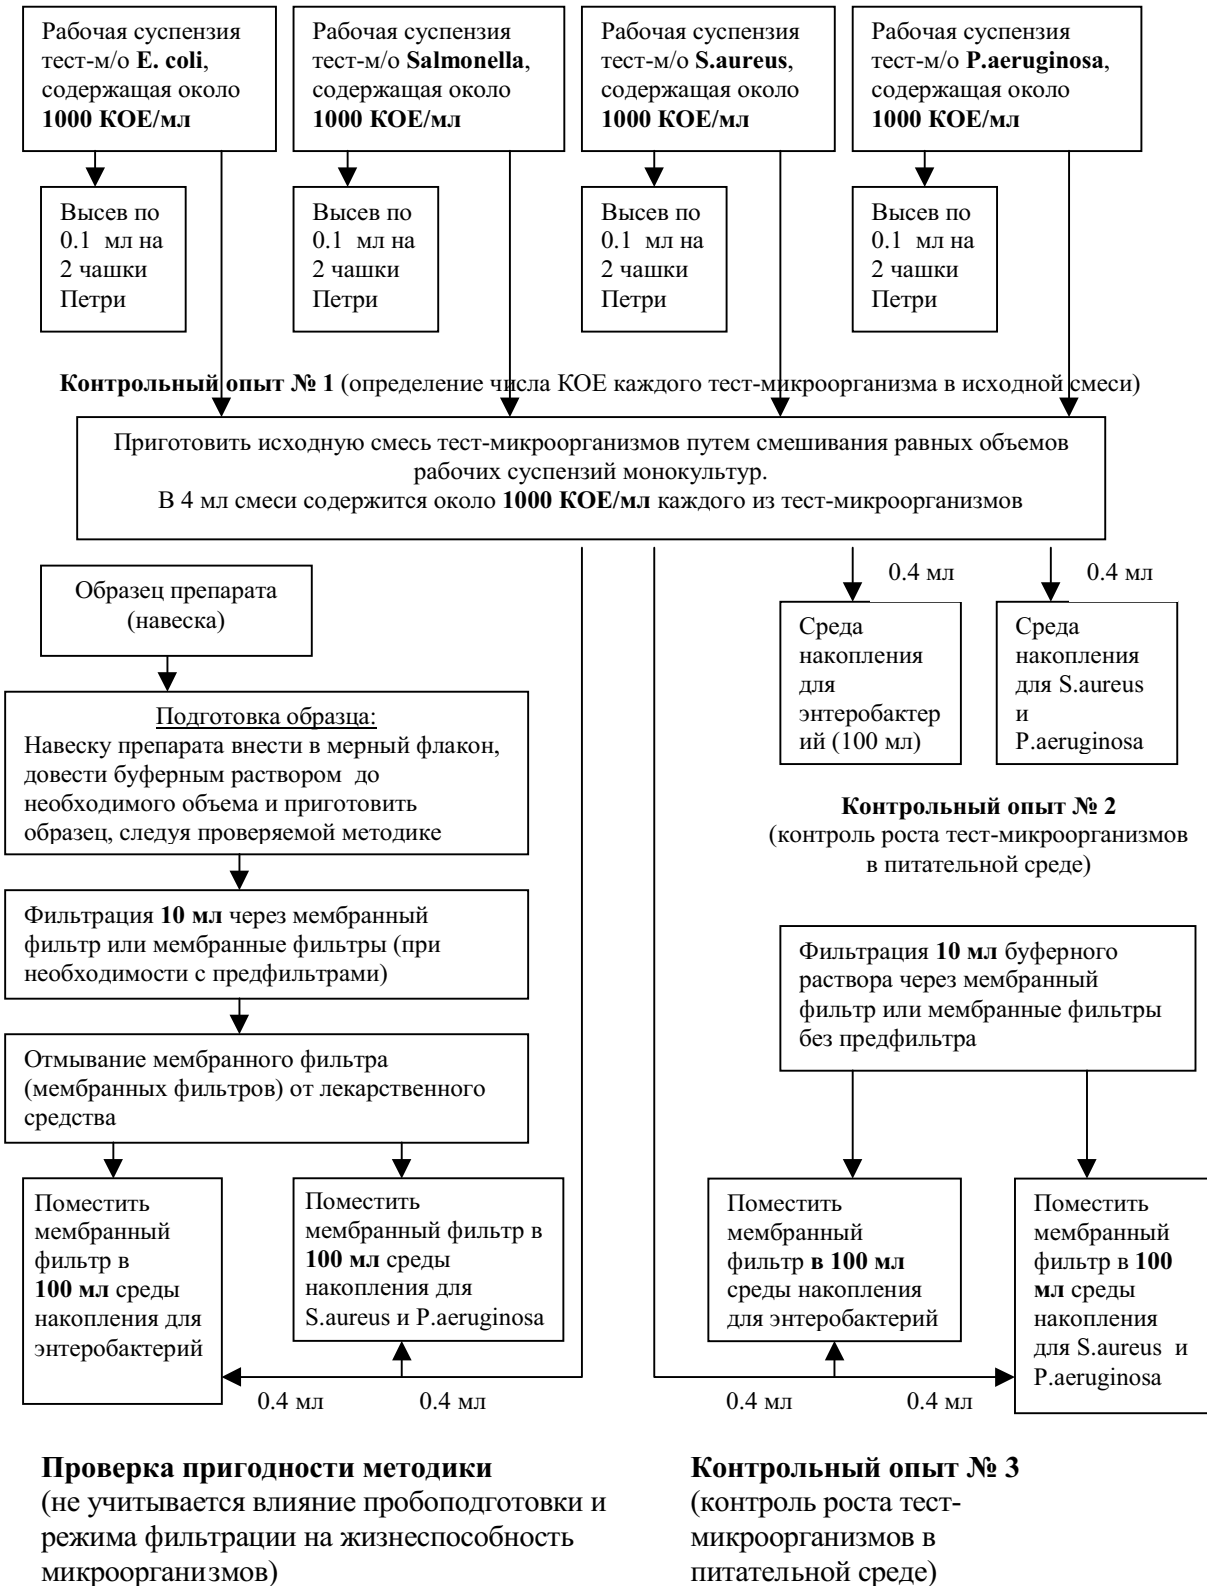 Рабочая суспензия
тест-м/о E. coli,
содержащая около
1000 КОЕ/мл
Рабочая суспензия
тест-м/о Salmonella,
содержащая около
1000 КОЕ/мл
Рабочая суспензия
тест-м/о S.aureus,
содержащая около
1000 КОЕ/мл
Рабочая суспензия
тест-м/о P.aeruginosa,
содержащая около
1000 КОЕ/мл
Высев по
0.1 мл на
2 чашки
Петри
Высев по
0.1 мл на
2 чашки
Петри
Высев по
0.1 мл на
2 чашки
Петри
Высев по
0.1 мл на
2 чашки
Петри
Контрольный опыт № 1 (определение числа КОЕ каждого тест-микроорганизма в исходной смеси)
Приготовить исходную смесь тест-микроорганизмов путем смешивания равных объемов
рабочих суспензий монокультур.
В 4 мл смеси содержится около 1000 КОЕ/мл каждого из тест-микроорганизмов
0.4 мл
0.4 мл
Образец препарата
(навеска)
Среда
накопления
для
энтеробактер
ий (100 мл)
Среда
накопления
для S.aureus
и
P.aeruginosa
Подготовка образца:
Навеску препарата внести в мерный флакон,
довести буферным раствором до
необходимого объема и приготовить
образец, следуя проверяемой методике
Контрольный опыт № 2
(контроль роста тест-микроорганизмов
в питательной среде)
Фильтрация 10 мл через мембранный
фильтр или мембранные фильтры (при
необходимости с предфильтрами)
Фильтрация 10 мл буферного
раствора через мембранный
фильтр или мембранные фильтры
без предфильтра
Отмывание мембранного фильтра
(мембранных фильтров) от лекарственного
средства
Поместить
мембранный
фильтр в
100 мл среды
накопления для
энтеробактерий
Поместить
мембранный фильтр в
100 мл среды
накопления для
S.aureus и P.aeruginosa
Поместить
мембранный
фильтр в 100 мл
среды накопления
для энтеробактерий
Поместить
мембранный
фильтр в 100
мл среды
накопления
для S.aureus и
P.aeruginosa
0.4 мл
0.4 мл
0.4 мл
0.4 мл
Проверка пригодности методики
(не учитывается влияние пробоподготовки и
режима фильтрации на жизнеспособность
микроорганизмов)
Контрольный опыт № 3
(контроль роста тест-
микроорганизмов в
питательной среде)